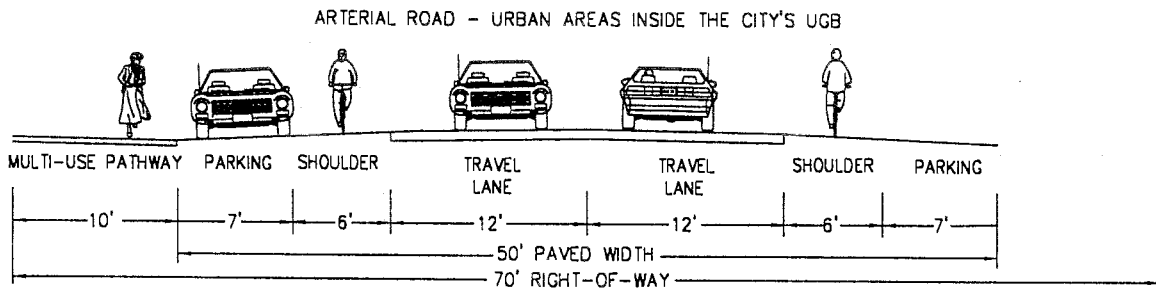 ARTERIAL ROAD - URBAN AREAS INSIDE THE CITY'S UGB
MULTI-USE PATHWAY PARKING SHOULDER TRAVEL LANE TRAVEL LANE SHOULDER PARKING
10' 7' 6' 12' 12' 6' 7'
50' PAVED WIDTH
70' RIGHT-OF-WAY